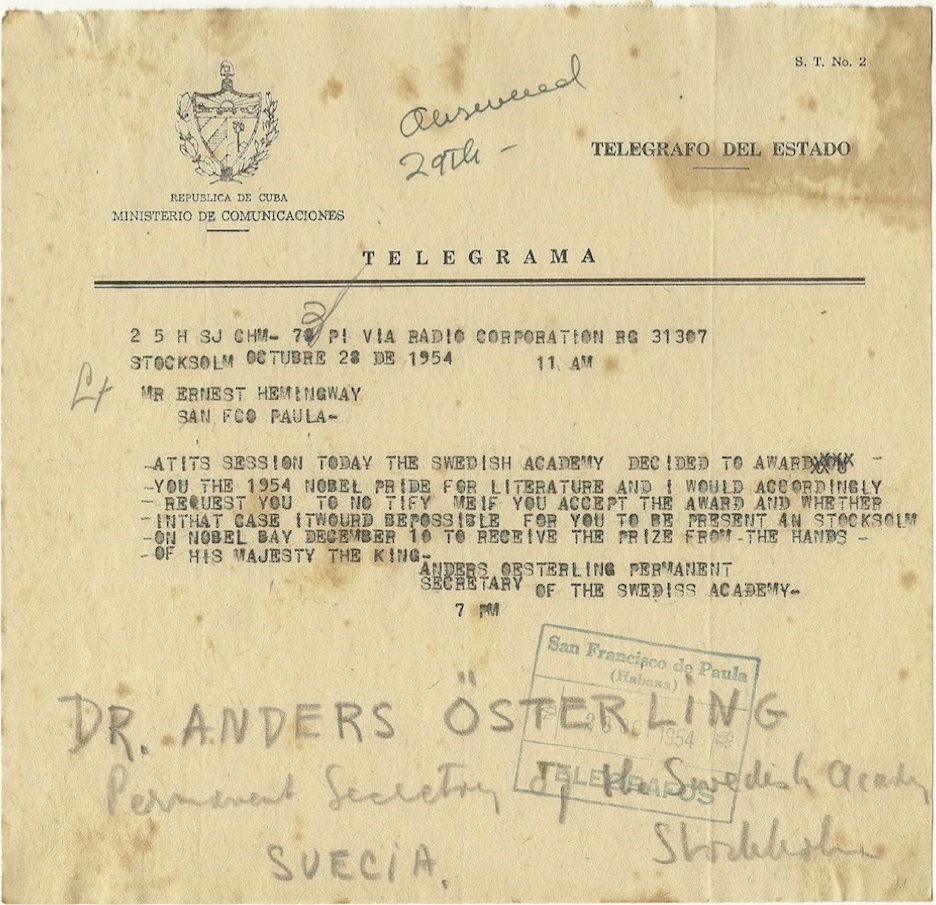 S. T. No. 2
Answered
29th -
TELEGRAFO DEL ESTADO
REPUBLICA DE CUBA
MINISTERIO DE COMUNICACIONES
TELEGRAMA
2 5 H SJ CHM- 73 PI VIA RADIO CORPORATION RG 31307
STOCKSOLM OCTUBRE 28 DE 1954 11 AM
MR ERNEST HEMINGWAY
SAN FCO PAULA-
-ATITS SESSION TODAY THE SWEDISH ACADEMY DECIDED TO AWARD -
-YOU THE 1954 NOBEL PRIDE FOR LITERATURE AND I WOULD ACCORDINGLY
- REQUEST YOU TO NO TIFY MEIF YOU ACCEPT THE AWARD AND WHETHER
-INTHAT CASE ITWOURD BEPOSSIBLE FOR YOU TO BE PRESENT AN STOCKSOLM
-ON NOBEL BAY DECEMBER 10 TO RECEIVE THE PRIZE FROM-THE HANDS -
-OF HIS MAJESTY THE KING-
ANDERS OESTERLING PERMANENT
SECRETARY OF THE SWEDISS ACADEMY-
7 PM
San Francisco de Paula
(Habana)
28 1954
TELEGRAFOS
DR. ANDERS ÖSTERLING
Permanent Secretary of the Swedish Academy
Stockholm
SUECIA.